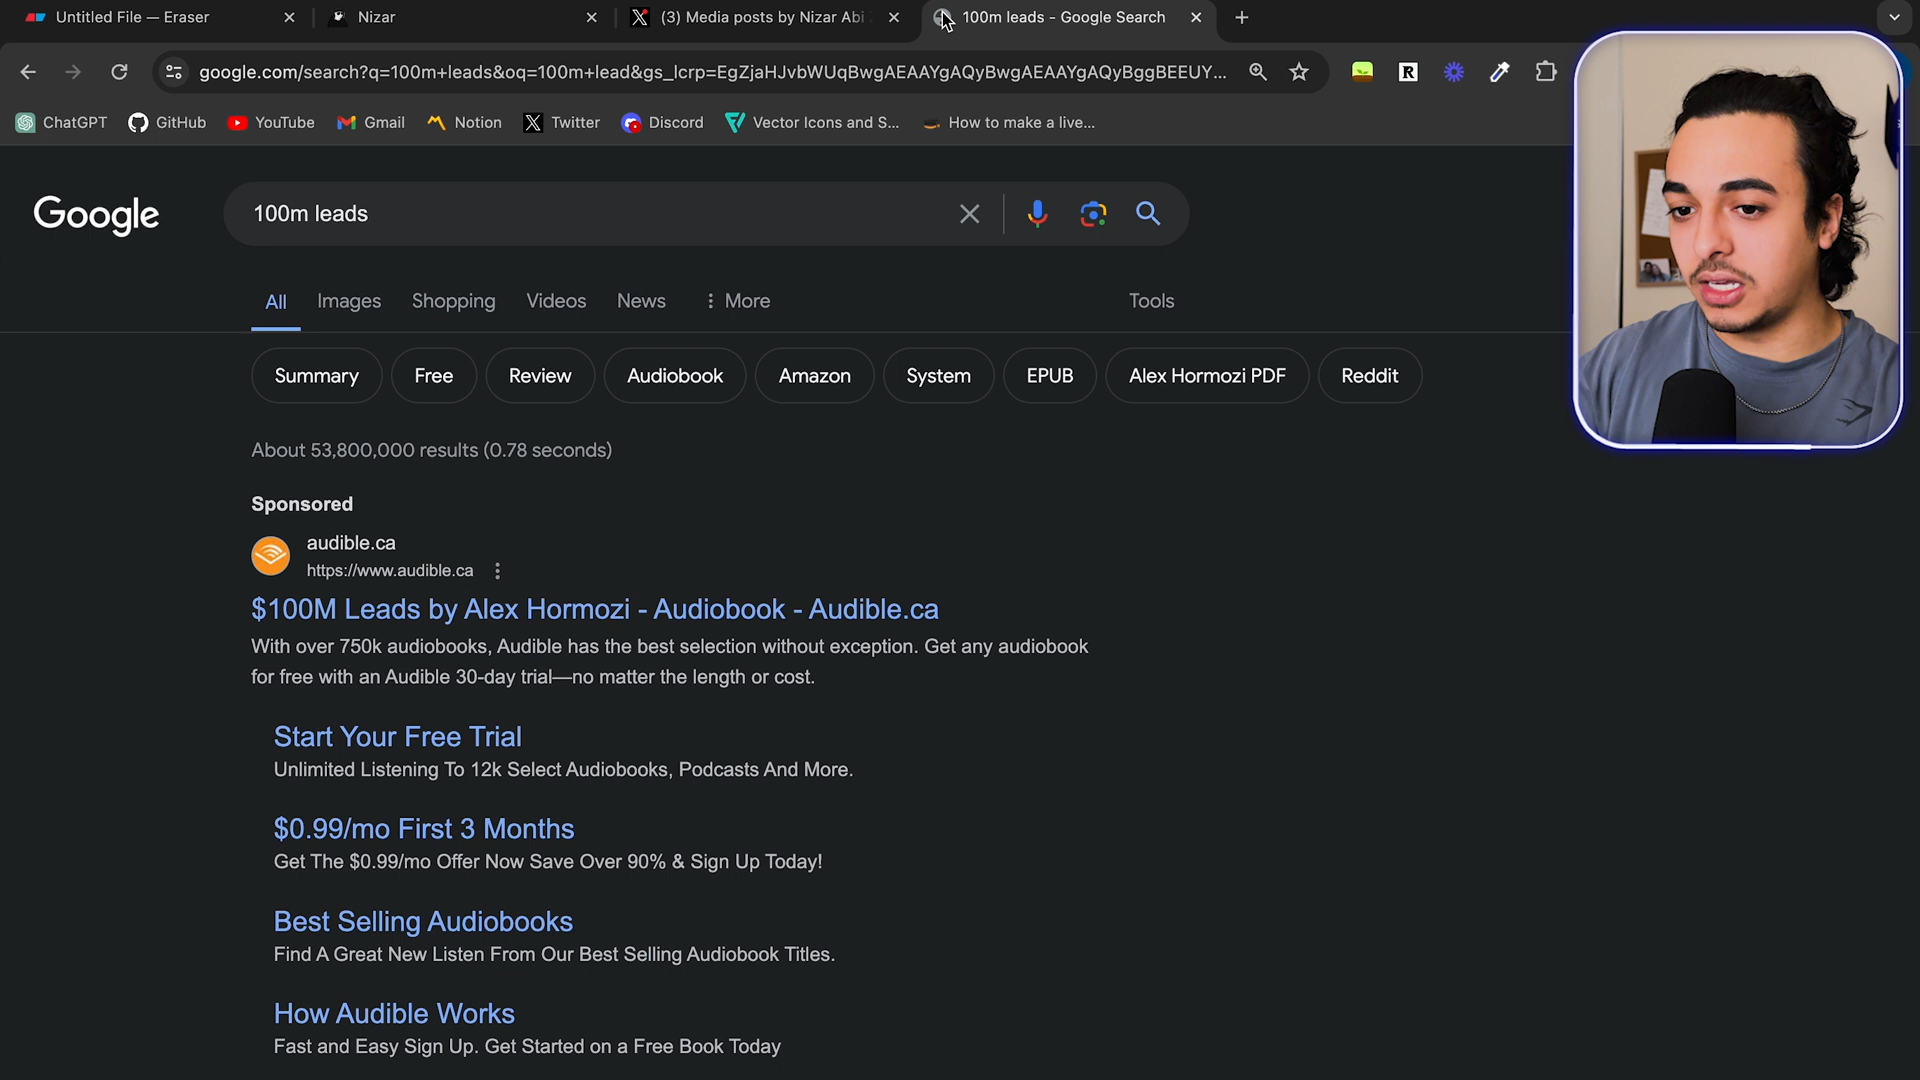 Untitled File — Eraser
Nizar
(3) Media posts by Nizar Abi
100m leads - Google Search
google.com/search?q=100m+leads&oq=100m+lead&gs_lcrp=EgZjaHJvbWUqBwgAEAAYgAQyBwgAEAAYgAQyBggBEEUY...
ChatGPT
GitHub
YouTube
Gmail
Notion
Twitter
Discord
Vector Icons and S...
How to make a live...
Google
100m leads
All
Images
Shopping
Videos
News
More
Tools
Summary
Free
Review
Audiobook
Amazon
System
EPUB
Alex Hormozi PDF
Reddit
About 53,800,000 results (0.78 seconds)
Sponsored
audible.ca
https://www.audible.ca
$100M Leads by Alex Hormozi - Audiobook - Audible.ca
With over 750k audiobooks, Audible has the best selection without exception. Get any audiobook
for free with an Audible 30-day trial—no matter the length or cost.
Start Your Free Trial
Unlimited Listening To 12k Select Audiobooks, Podcasts And More.
$0.99/mo First 3 Months
Get The $0.99/mo Offer Now Save Over 90% & Sign Up Today!
Best Selling Audiobooks
Find A Great New Listen From Our Best Selling Audiobook Titles.
How Audible Works
Fast and Easy Sign Up. Get Started on a Free Book Today